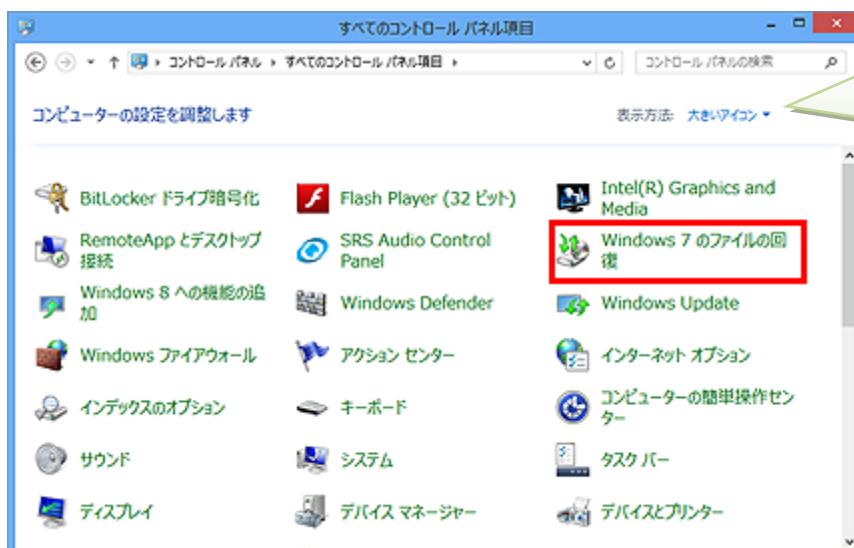 すべてのコントロール パネル項目
コントロール パネル
すべてのコントロール パネル項目
コントロール パネルの検索
コンピューターの設定を調整します
表示方法:
大きいアイコン
BitLocker ドライブ暗号化
Flash Player (32 ビット)
Intel(R) Graphics and
Media
RemoteApp とデスクトップ
接続
SRS Audio Control
Panel
Windows 7 のファイルの回
復
Windows 8 への機能の追
加
Windows Defender
Windows Update
Windows ファイアウォール
アクション センター
インターネット オプション
インデックスのオプション
キーボード
コンピューターの簡単操作セン
ター
サウンド
システム
タスク バー
ディスプレイ
デバイス マネージャー
デバイスとプリンター